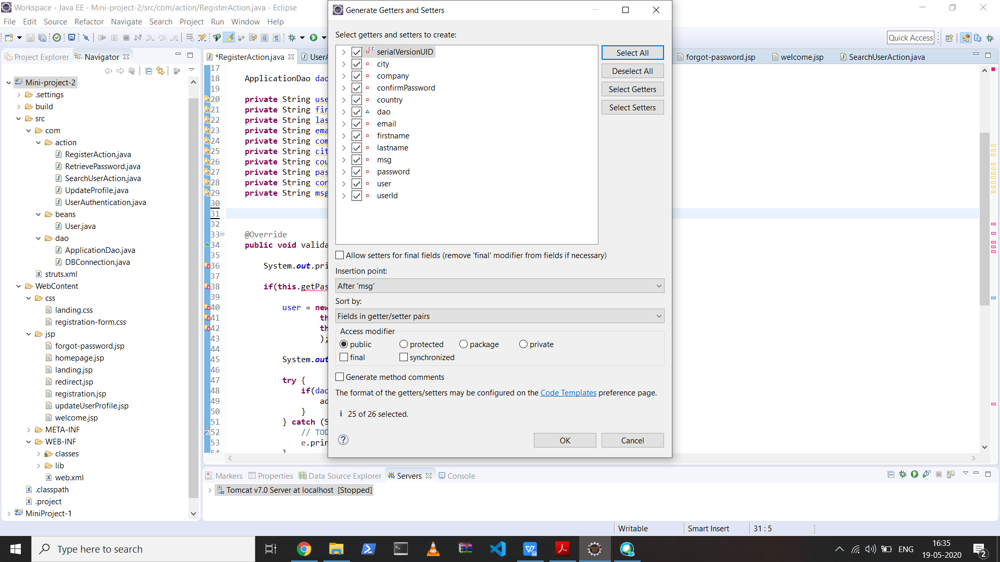 Workspace - Java EE - Mini-project-2/src/com/action/RegisterAction.java - Eclipse
File Edit Source Refactor Navigate Search Project Run Window Help
Quick Access
Project Explorer
Navigator
Mini-project-2
.settings
build
src
com
action
RegisterAction.java
RetrievePassword.java
SearchUserAction.java
UpdateProfile.java
UserAuthentication.java
beans
User.java
dao
ApplicationDao.java
DBConnection.java
struts.xml
WebContent
css
landing.css
registration-form.css
jsp
forgot-password.jsp
homepage.jsp
landing.jsp
redirect.jsp
registration.jsp
updateUserProfile.jsp
welcome.jsp
META-INF
WEB-INF
classes
lib
web.xml
.classpath
.project
MiniProject-1
*RegisterAction.java
UserA
forgot-password.jsp
welcome.jsp
SearchUserAction.java
17
18 ApplicationDao dao
19
20 private String use
21 private String fir
22 private String las
23 private String ema
24 private String com
25 private String cit
26 private String cou
27 private String pas
28 private String con
29 private String msg
30
31
32
33 @Override
34 public void valida
35
36 System.out.pri
37
38 if(this.getPas
39
40 user = new
41 th
42 th
43 );
44
45 System.out
46
47 try {
48 if(dao
49 ad
50 }
51 } catch (S
52 // TOD
53 e.prin
54 }
Generate Getters and Setters
Select getters and setters to create:
serialVersionUID
city
company
confirmPassword
country
dao
email
firstname
lastname
msg
password
user
userId
Select All
Deselect All
Select Getters
Select Setters
Allow setters for final fields (remove 'final' modifier from fields if necessary)
Insertion point:
After 'msg'
Sort by:
Fields in getter/setter pairs
Access modifier
public protected package private
final synchronized
Generate method comments
The format of the getters/setters may be configured on the Code Templates preference page.
25 of 26 selected.
OK Cancel
Markers Properties Data Source Explorer Servers Console
Tomcat v7.0 Server at localhost [Stopped]
Writable Smart Insert 31 : 5
Type here to search
ENG
16:35
19-05-2020
2